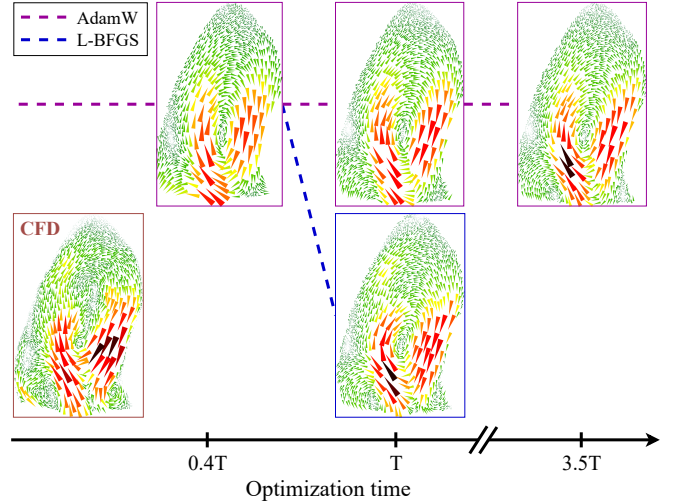 AdamW
L-BFGS
CFD
0.4T
T
3.5T
Optimization time